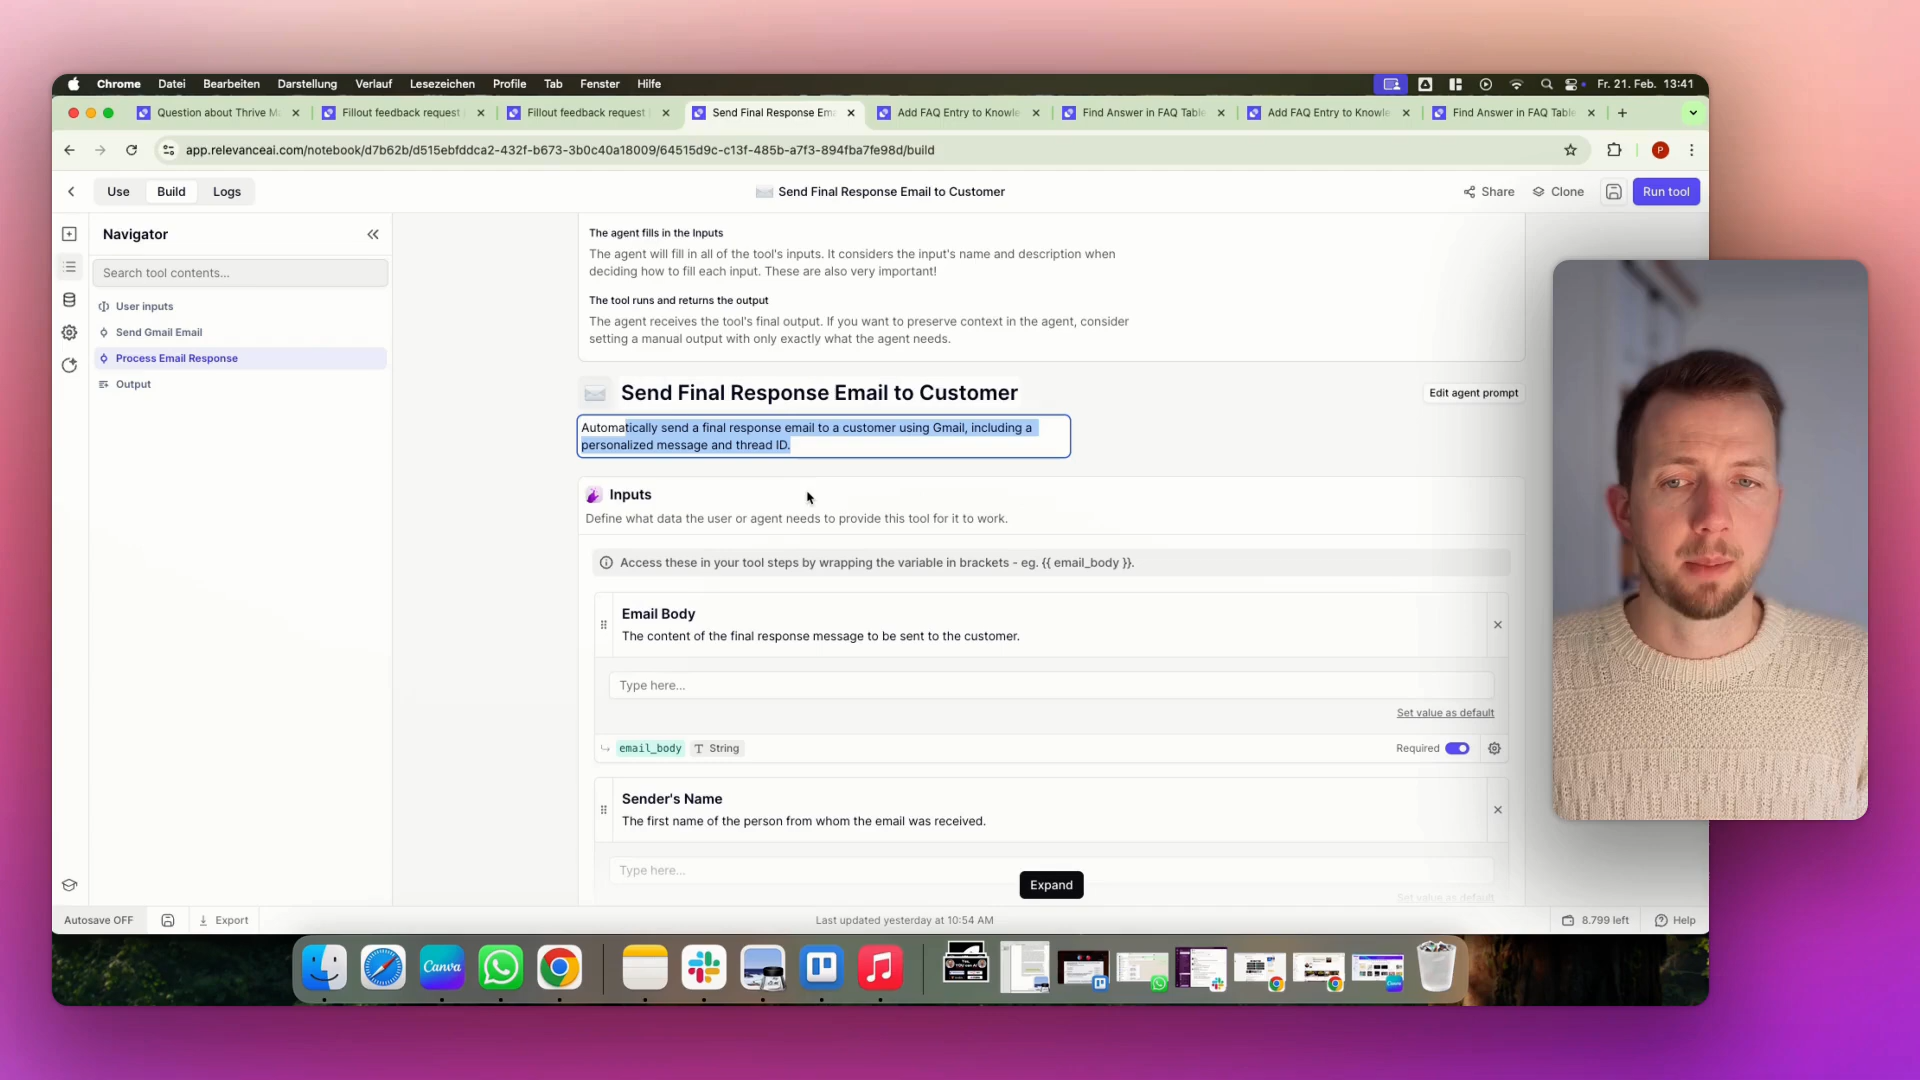 Chrome Datei Bearbeiten Darstellung Verlauf Lesezeichen Profile Tab Fenster Hilfe Fr. 21. Feb. 13:41
Question about Thrive M
Fillout feedback request
Fillout feedback request
Send Final Response Ema
Add FAQ Entry to Knowle
Find Answer in FAQ Table
Add FAQ Entry to Knowle
Find Answer in FAQ Table
app.relevanceai.com/notebook/d7b62b/d515ebfddca2-432f-b673-3b0c40a18009/64515d9c-c13f-485b-a7f3-894fba7fe98d/build
P
Use Build Logs
Send Final Response Email to Customer
Share Clone Run tool
Navigator
Search tool contents...
User inputs
Send Gmail Email
Process Email Response
Output
The agent fills in the Inputs
The agent will fill in all of the tool's inputs. It considers the input's name and description when
deciding how to fill each input. These are also very important!
The tool runs and returns the output
The agent receives the tool's final output. If you want to preserve context in the agent, consider
setting a manual output with only exactly what the agent needs.
Send Final Response Email to Customer
Edit agent prompt
Automatically send a final response email to a customer using Gmail, including a
personalized message and thread ID.
Inputs
Define what data the user or agent needs to provide this tool for it to work.
Access these in your tool steps by wrapping the variable in brackets - eg. {{ email_body }}.
Email Body
The content of the final response message to be sent to the customer.
Type here...
Set value as default
email_body T String
Required
Sender's Name
The first name of the person from whom the email was received.
Type here...
Set value as default
Expand
Autosave OFF Export
Last updated yesterday at 10:54 AM
8.799 left Help
Canva